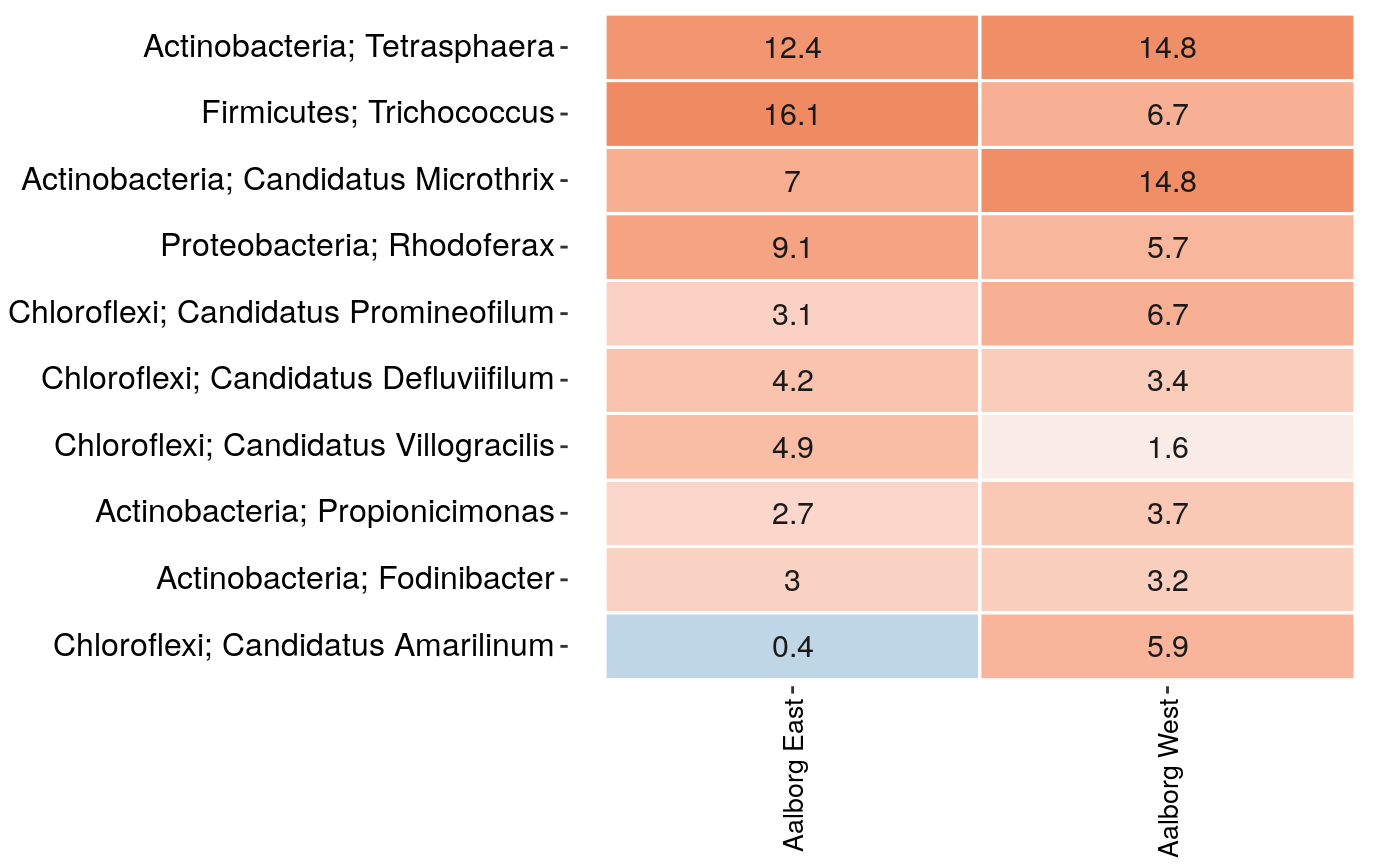 Actinobacteria; Tetrasphaera 12.4 14.8
Firmicutes; Trichococcus 16.1 6.7
Actinobacteria; Candidatus Microthrix 7 14.8
Proteobacteria; Rhodoferax 9.1 5.7
Chloroflexi; Candidatus Promineofilum 3.1 6.7
Chloroflexi; Candidatus Defluviifilum 4.2 3.4
Chloroflexi; Candidatus Villogracilis 4.9 1.6
Actinobacteria; Propionicimonas 2.7 3.7
Actinobacteria; Fodinibacter 3 3.2
Chloroflexi; Candidatus Amarilinum 0.4 5.9
Aalborg East
Aalborg West